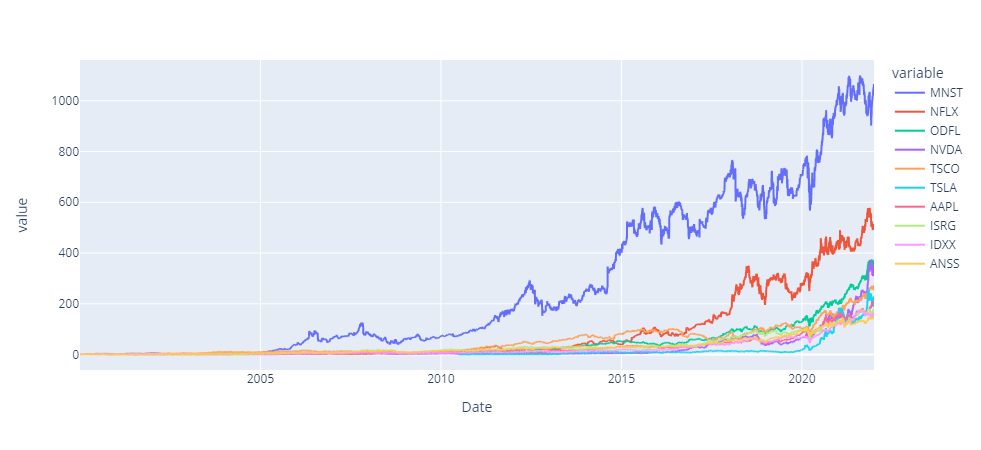 variable
MNST
NFLX
ODFL
NVDA
TSCO
TSLA
AAPL
ISRG
IDXX
ANSS
value
1000
800
600
400
200
0
2005
2010
2015
2020
Date